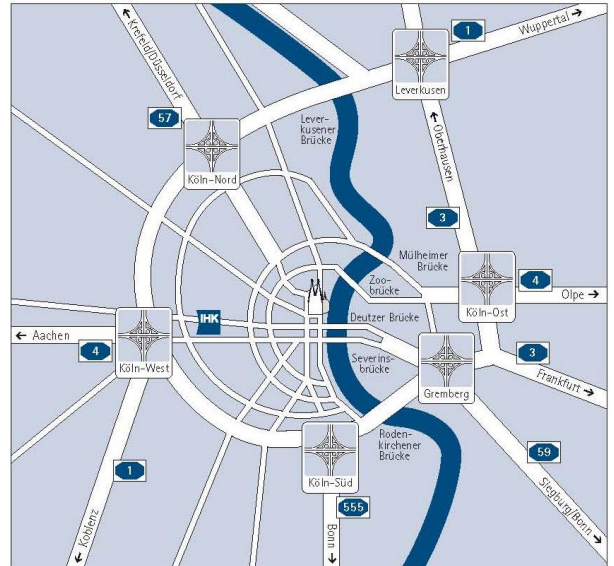 1
Wuppertal →
← Krefeld/Düsseldorf
Leverkusen
57
Lever-
kusener
Brücke
Oberhausen →
Köln-Nord
3
Mülheimer
Brücke
4
Zoo-
brücke
Köln-Ost
Olpe →
IHK
Deutzer Brücke
← Aachen
4
Severins-
brücke
3
Köln-West
Gremberg
Frankfurt →
Roden-
kirchener
Brücke
59
1
Köln-Süd
Siegburg/Bonn →
555
← Koblenz
Bonn →